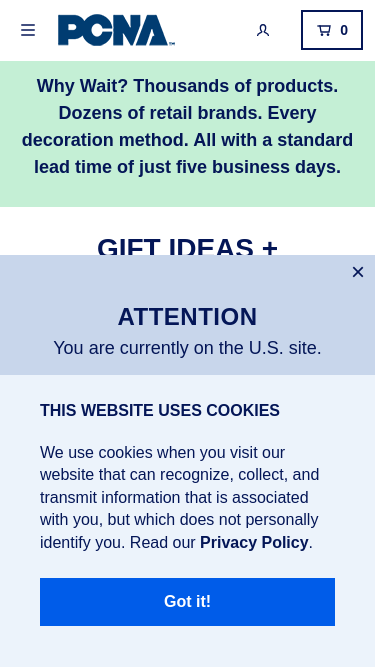 PCNA
0
Why Wait? Thousands of products.
Dozens of retail brands. Every
decoration method. All with a standard
lead time of just five business days.
GIFT IDEAS +
×
ATTENTION
You are currently on the U.S. site.
THIS WEBSITE USES COOKIES
We use cookies when you visit our
website that can recognize, collect, and
transmit information that is associated
with you, but which does not personally
identify you. Read our Privacy Policy.
Got it!